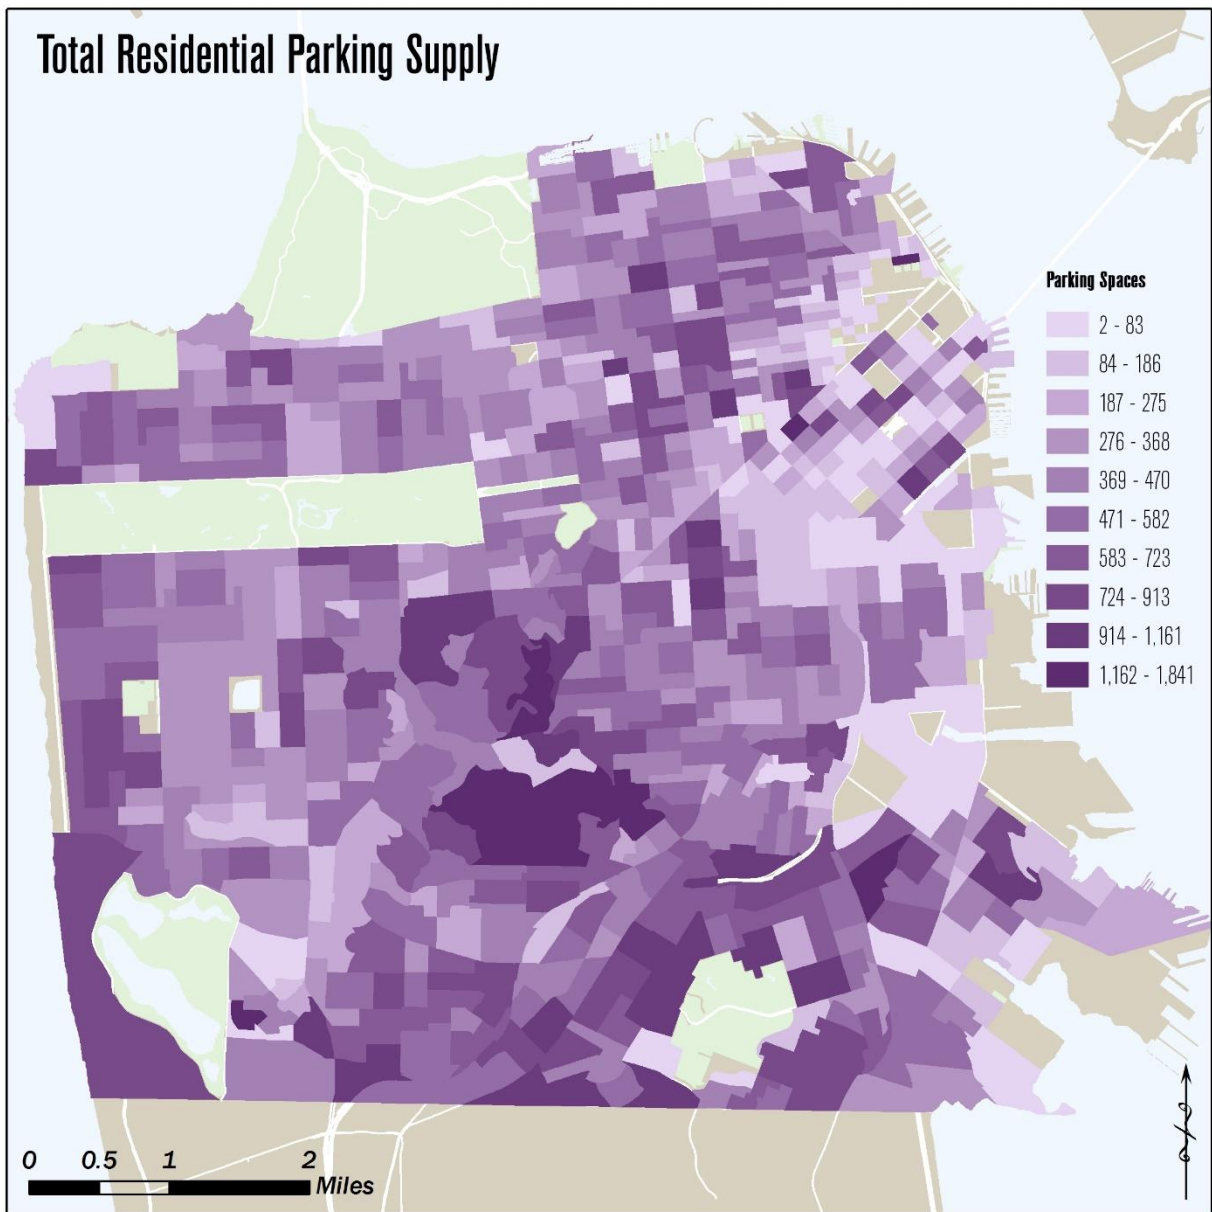 Total Residential Parking Supply
Parking Spaces
2 - 83
84 - 186
187 - 275
276 - 368
369 - 470
471 - 582
583 - 723
724 - 913
914 - 1,161
1,162 - 1,841
0 0.5 1 2
Miles